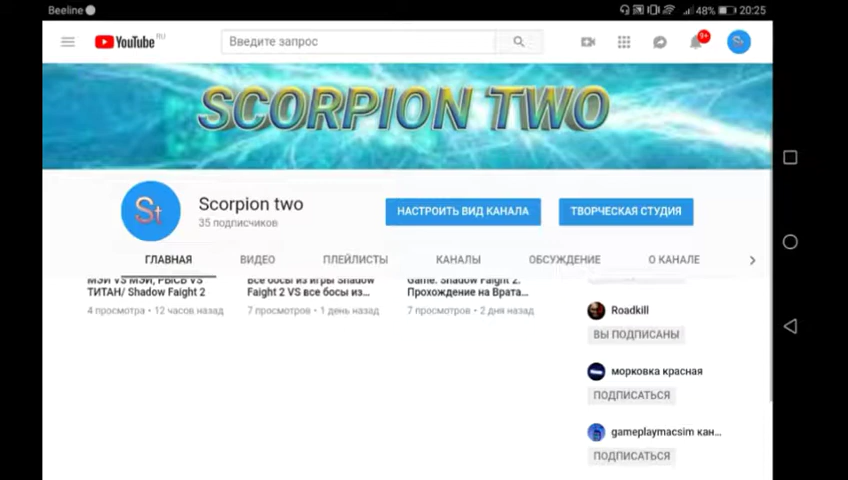 Beeline
48% 20:25
YouTube RU
Введите запрос
9+
St
SCORPION TWO
St
Scorpion two
35 подписчиков
НАСТРОИТЬ ВИД КАНАЛА
ТВОРЧЕСКАЯ СТУДИЯ
ГЛАВНАЯ ВИДЕО ПЛЕЙЛИСТЫ КАНАЛЫ ОБСУЖДЕНИЕ О КАНАЛЕ
МЭЙ VS МЭЙ, РЫСЬ VS
ТИТАН/ Shadow Faight 2
4 просмотра • 12 часов назад
Все босы из игры Shadow
Faight 2 VS все босы из...
7 просмотров • 1 день назад
Game. Shadow Faight 2.
Прохождение на Врата...
7 просмотров • 2 дня назад
Roadkill
ВЫ ПОДПИСАНЫ
морковка красная
ПОДПИСАТЬСЯ
gameplaymacsim кан...
ПОДПИСАТЬСЯ